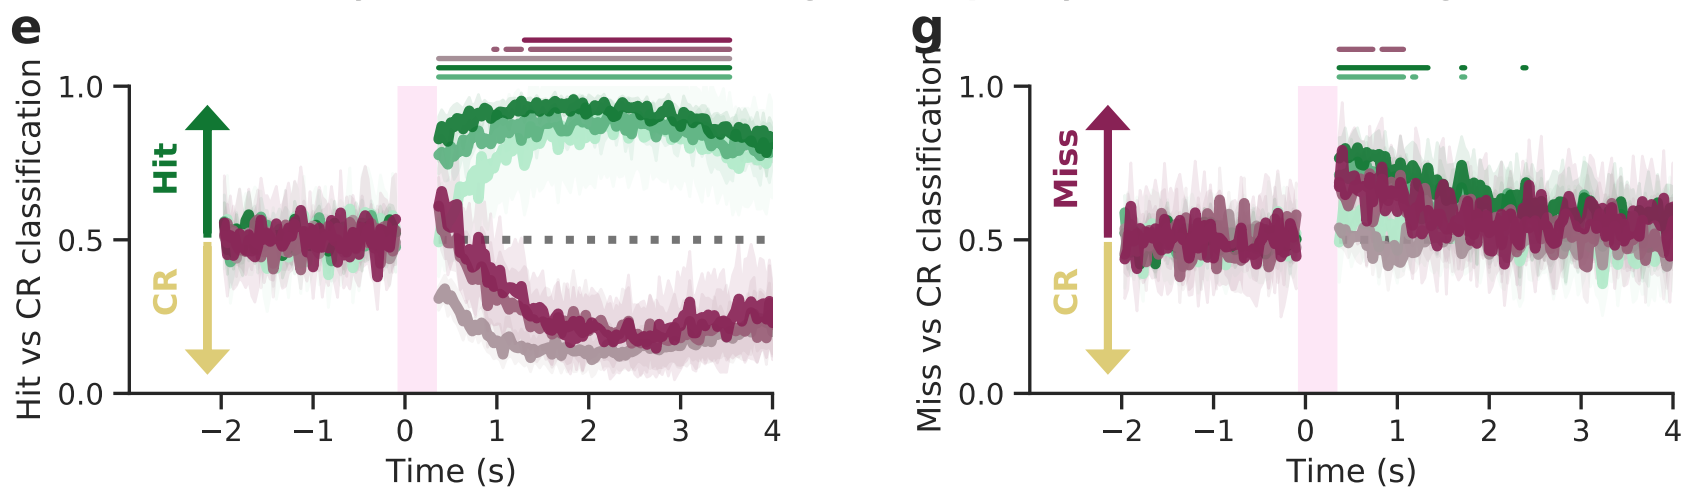 e
Hit vs CR classification
1.0
0.5
0.0
Hit
CR
−2 −1 0 1 2 3 4
Time (s)
g
Miss vs CR classification
1.0
0.5
0.0
Miss
CR
−2 −1 0 1 2 3 4
Time (s)